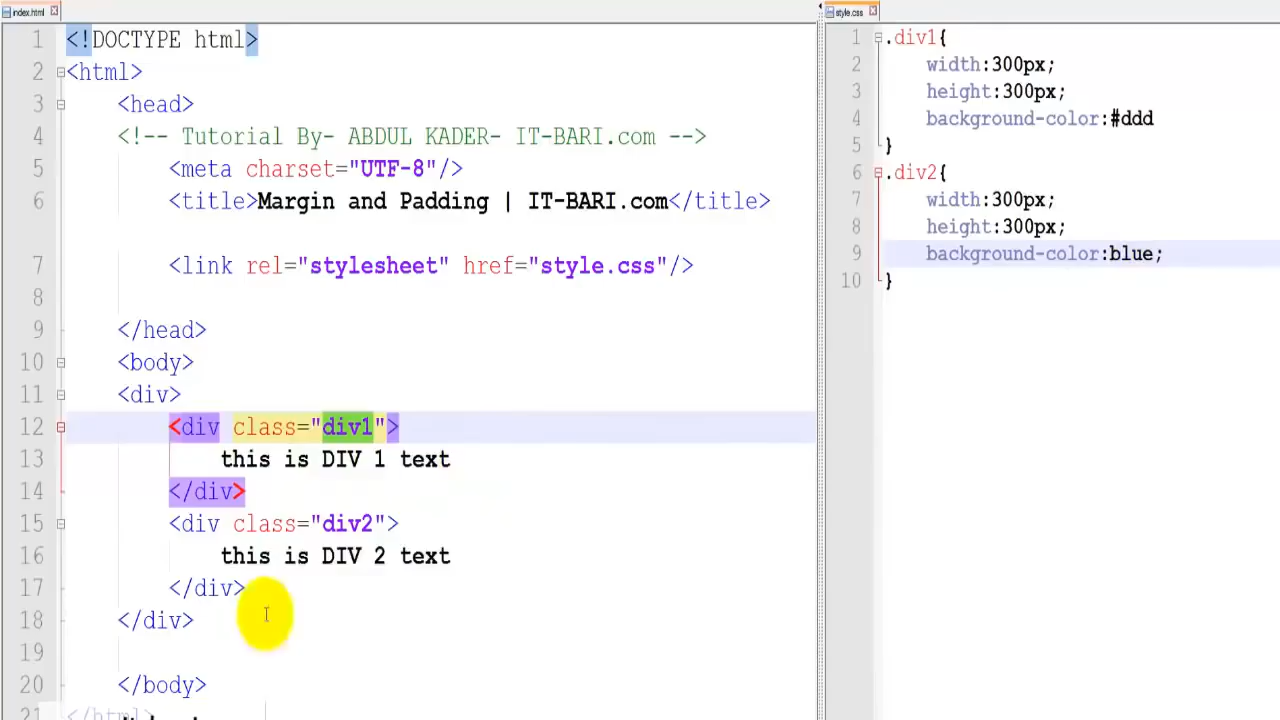 index.html
1 <!DOCTYPE html>
2 <html>
3 <head>
4 <!-- Tutorial By- ABDUL KADER- IT-BARI.com -->
5 <meta charset="UTF-8"/>
6 <title>Margin and Padding | IT-BARI.com</title>
7 <link rel="stylesheet" href="style.css"/>
8
9 </head>
10 <body>
11 <div>
12 <div class="div1">
13 this is DIV 1 text
14 </div>
15 <div class="div2">
16 this is DIV 2 text
17 </div>
18 </div>
19
20 </body>
21 </html>
style.css
1 .div1{
2 width:300px;
3 height:300px;
4 background-color:#ddd
5 }
6 .div2{
7 width:300px;
8 height:300px;
9 background-color:blue;
10 }